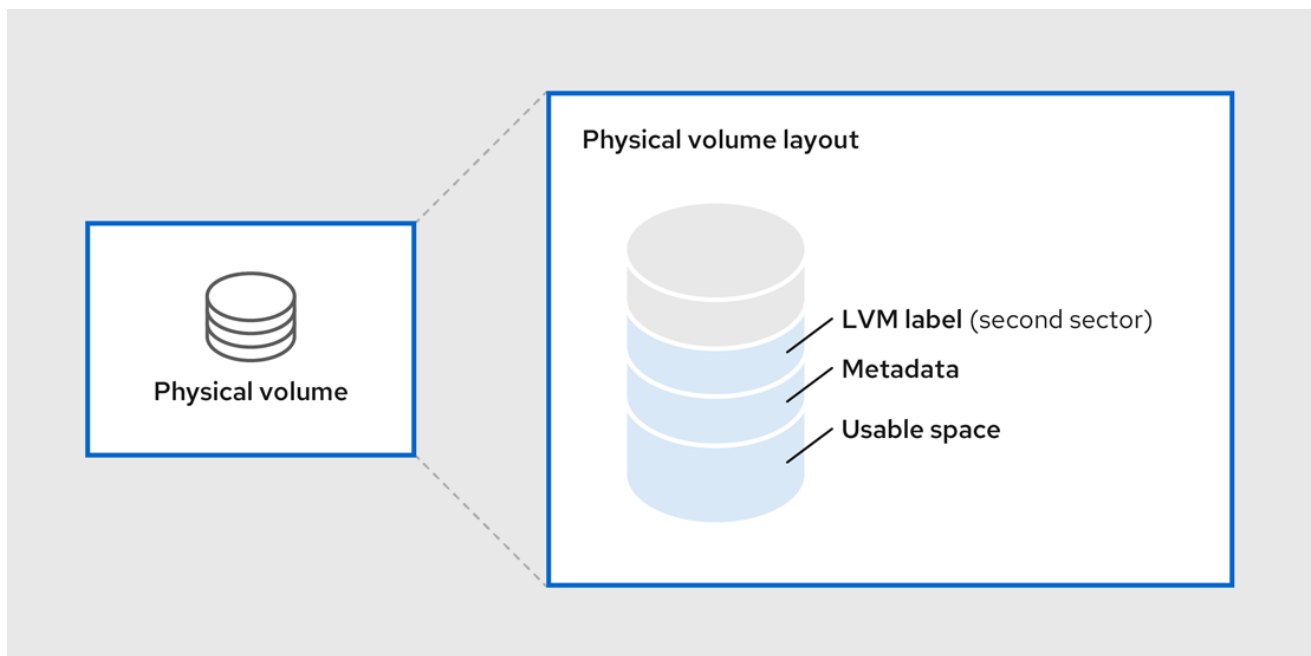 Physical volume layout
LVM label (second sector)
Metadata
Physical volume
Usable space